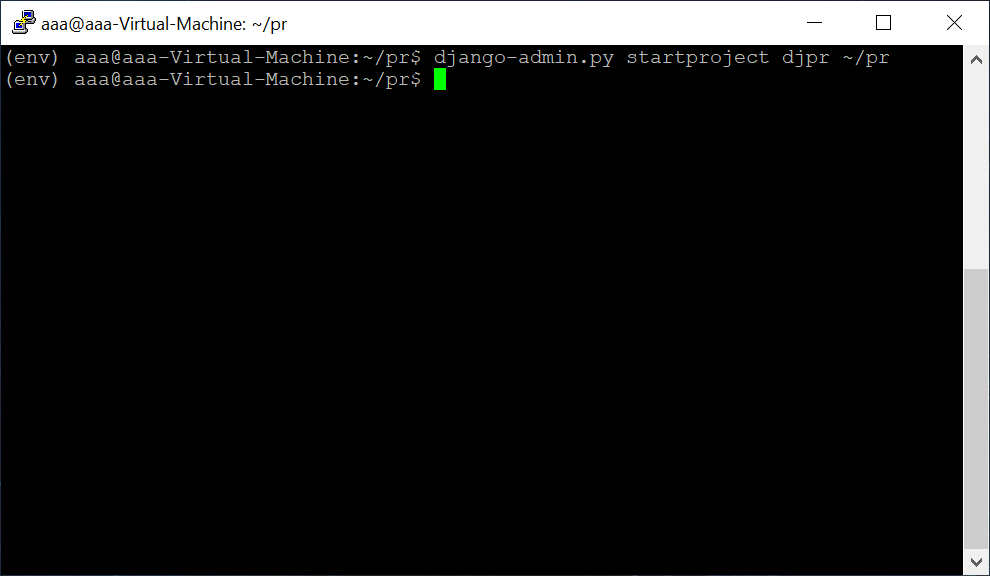 aaa@aaa-Virtual-Machine: ~/pr
(env) aaa@aaa-Virtual-Machine:~/pr$ django-admin.py startproject djpr ~/pr
(env) aaa@aaa-Virtual-Machine:~/pr$